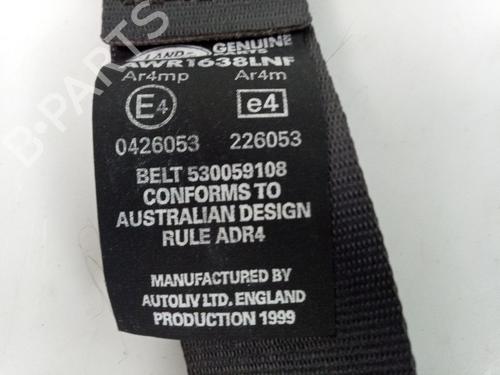 LAND- GENUINE
PARTS
AWR1638LNF
Ar4mp Ar4m
E4 e4
0426053 226053
BELT 530059108
CONFORMS TO
AUSTRALIAN DESIGN
RULE ADR4
MANUFACTURED BY
AUTOLIV LTD. ENGLAND
PRODUCTION 1999
B-PARTS